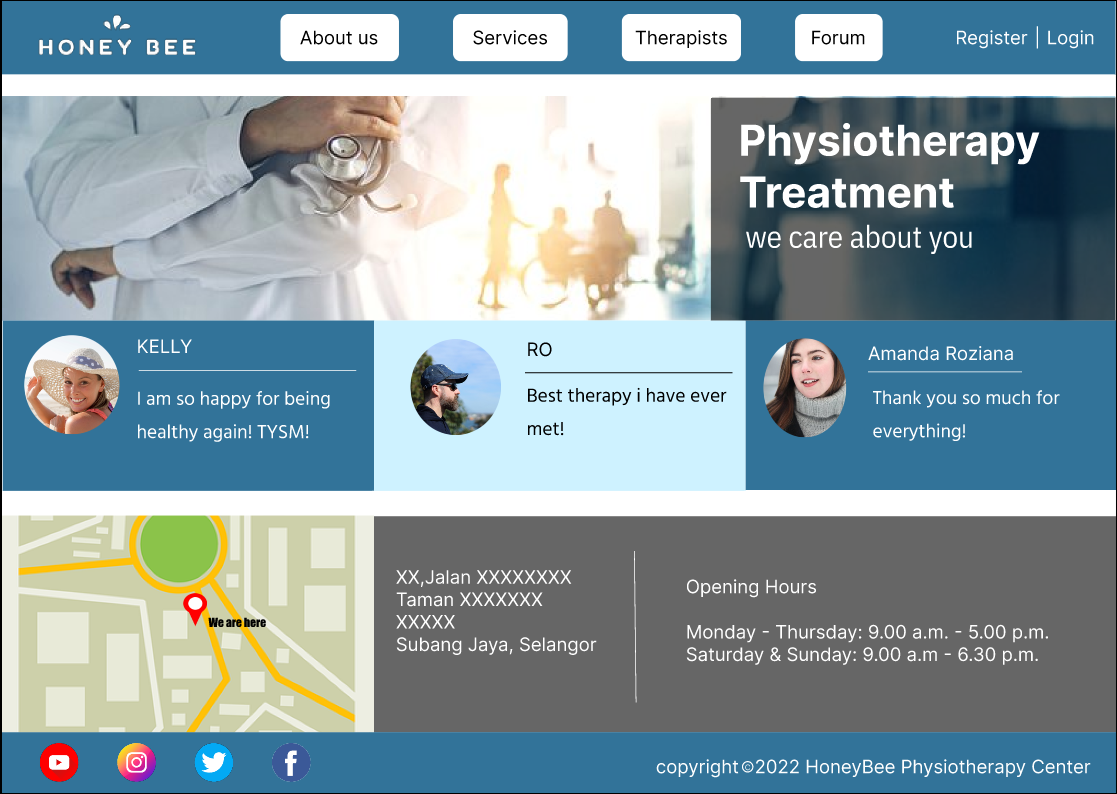 HONEY BEE
About us
Services
Therapists
Forum
Register | Login
Physiotherapy
Treatment
we care about you
KELLY
I am so happy for being
healthy again! TYSM!
RO
Best therapy i have ever
met!
Amanda Roziana
Thank you so much for
everything!
We are here
XX,Jalan XXXXXXXX
Taman XXXXXXX
XXXXX
Subang Jaya, Selangor
Opening Hours
Monday - Thursday: 9.00 a.m. - 5.00 p.m.
Saturday & Sunday: 9.00 a.m - 6.30 p.m.
copyright©2022 HoneyBee Physiotherapy Center